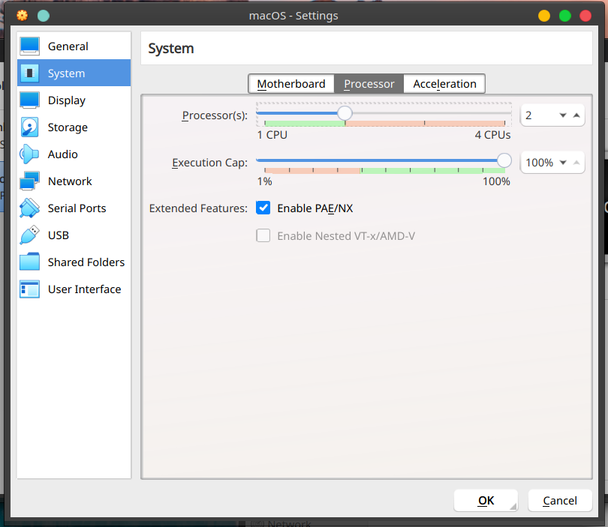 macOS - Settings
General
System
Display
Storage
Audio
Network
Serial Ports
USB
Shared Folders
User Interface
System
Motherboard Processor Acceleration
Processor(s): 2
1 CPU 4 CPUs
Execution Cap: 100%
1% 100%
Extended Features: Enable PAE/NX
Enable Nested VT-x/AMD-V
OK Cancel
Network